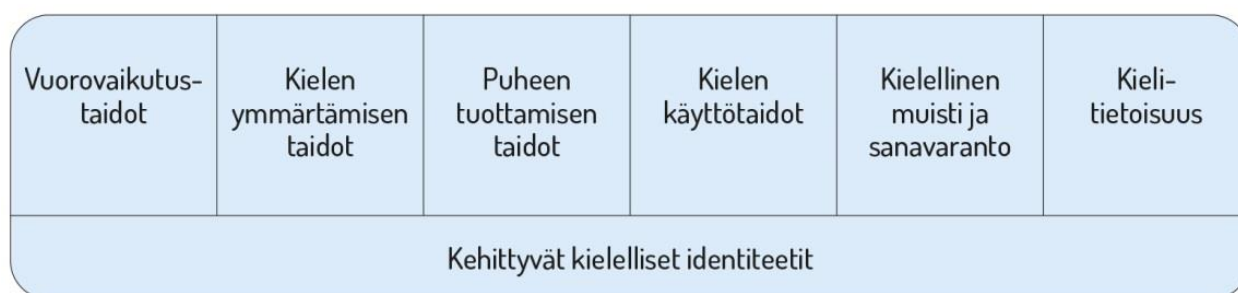 Vuorovaikutus-
taidot
Kielen
ymmärtämisen
taidot
Puheen
tuottamisen
taidot
Kielen
käyttötaidot
Kielellinen
muisti ja
sanavaranto
Kieli-
tietoisuus
Kehittyvät kielelliset identiteetit